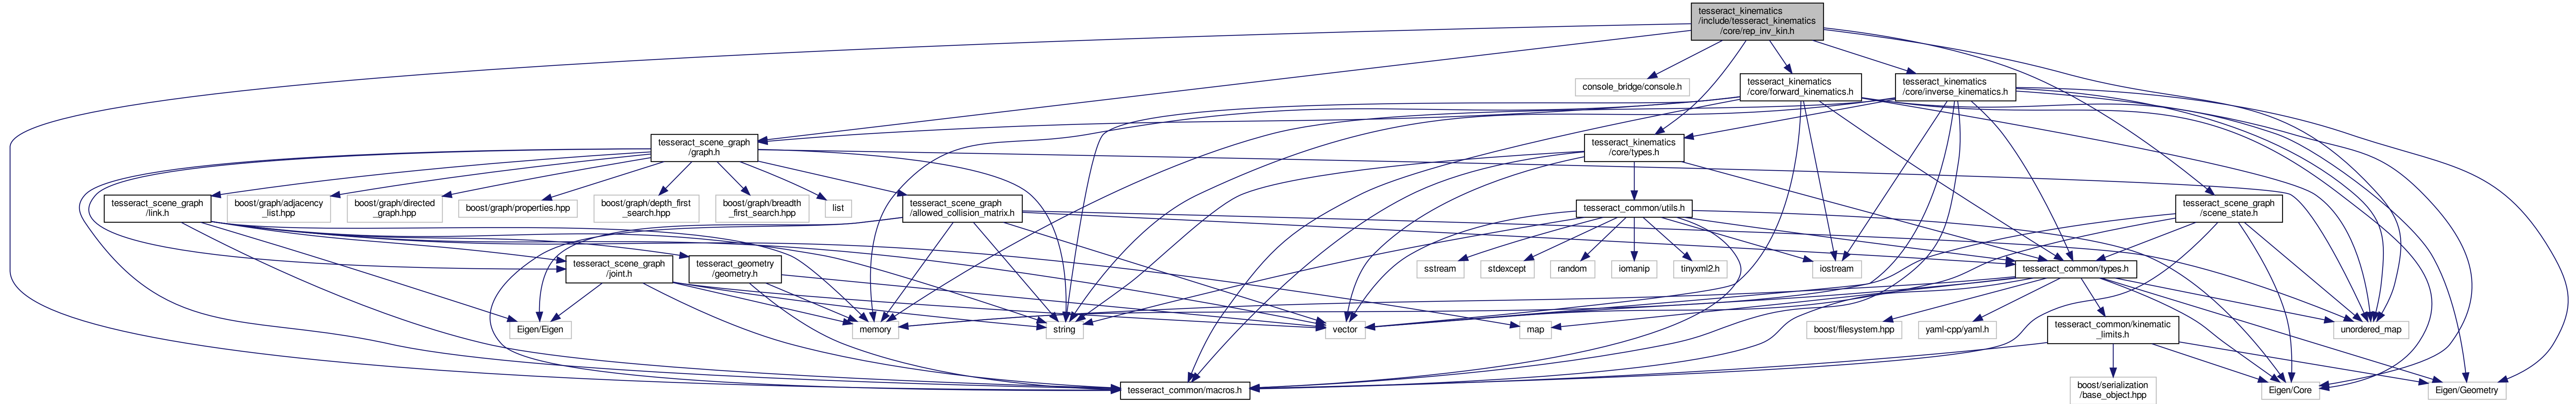 tesseract_kinematics
/include/tesseract_kinematics
/core/rep_inv_kin.h
console_bridge/console.h
tesseract_kinematics
/core/forward_kinematics.h
tesseract_kinematics
/core/inverse_kinematics.h
tesseract_scene_graph
/graph.h
tesseract_kinematics
/core/types.h
tesseract_scene_graph
/link.h
boost/graph/adjacency
_list.hpp
boost/graph/directed
_graph.hpp
boost/graph/properties.hpp
boost/graph/depth_first
_search.hpp
boost/graph/breadth
_first_search.hpp
list
tesseract_scene_graph
/allowed_collision_matrix.h
tesseract_common/utils.h
tesseract_scene_graph
/scene_state.h
tesseract_scene_graph
/joint.h
tesseract_geometry
/geometry.h
sstream
stdexcept
random
iomanip
tinyxml2.h
iostream
tesseract_common/types.h
Eigen/Eigen
memory
string
vector
map
boost/filesystem.hpp
yaml-cpp/yaml.h
tesseract_common/kinematic
_limits.h
unordered_map
tesseract_common/macros.h
boost/serialization
/base_object.hpp
Eigen/Core
Eigen/Geometry